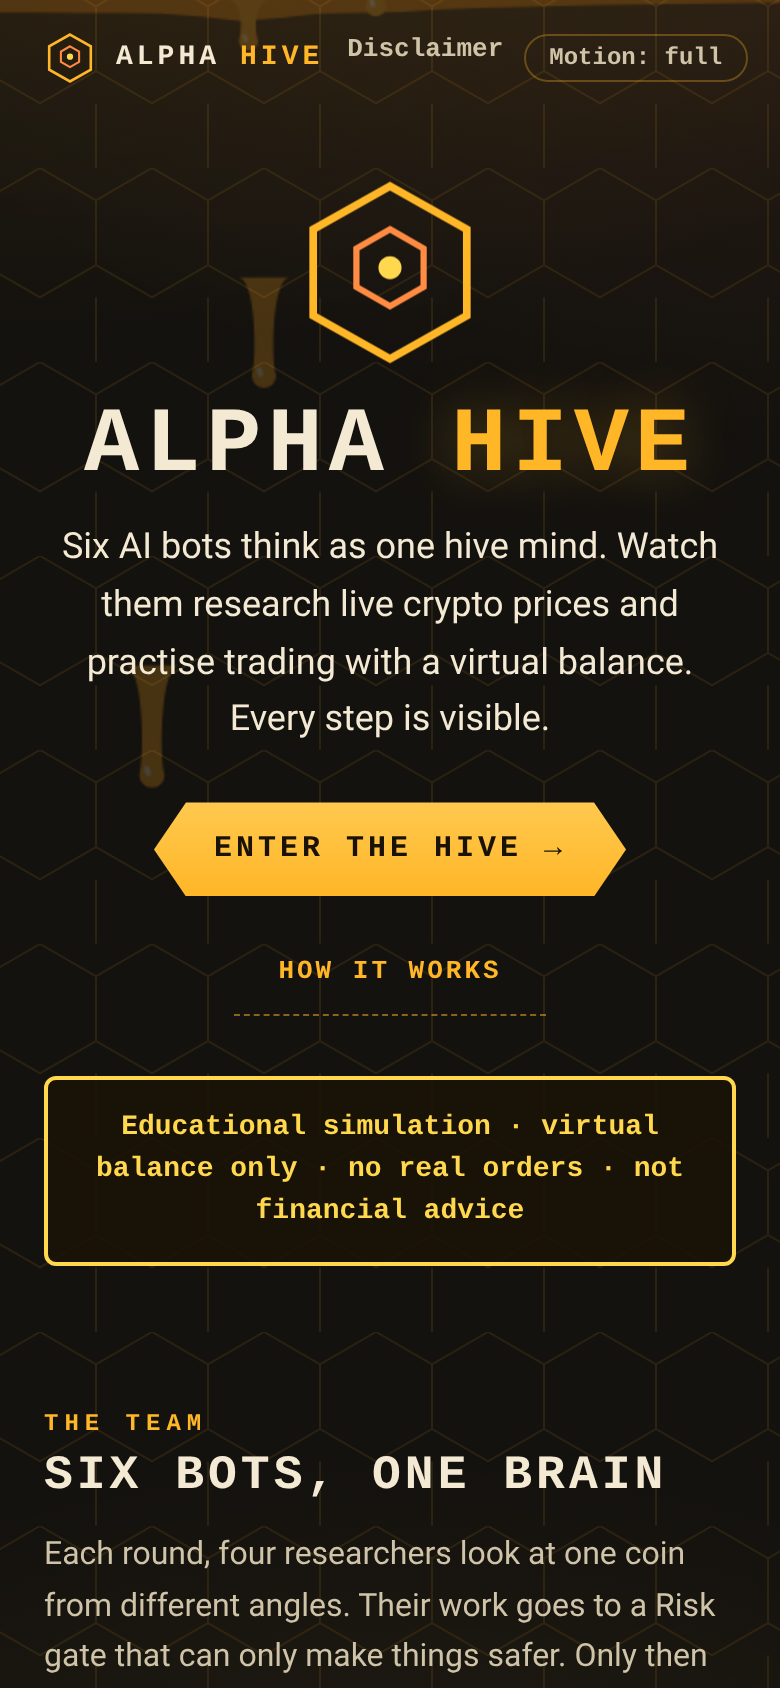 ALPHA HIVE Disclaimer Motion: full
ALPHA HIVE
Six AI bots think as one hive mind. Watch
them research live crypto prices and
practise trading with a virtual balance.
Every step is visible.
ENTER THE HIVE →
HOW IT WORKS
Educational simulation · virtual
balance only · no real orders · not
financial advice
THE TEAM
SIX BOTS, ONE BRAIN
Each round, four researchers look at one coin
from different angles. Their work goes to a Risk
gate that can only make things safer. Only then